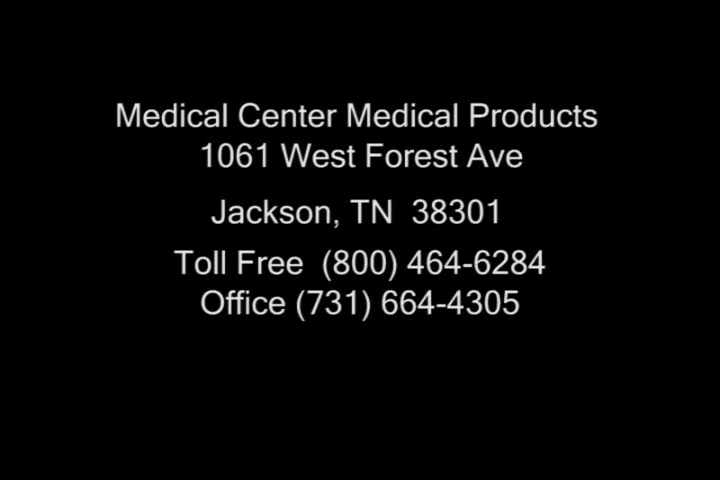 Medical Center Medical Products
1061 West Forest Ave
Jackson, TN  38301
Toll Free  (800) 464-6284
Office (731) 664-4305